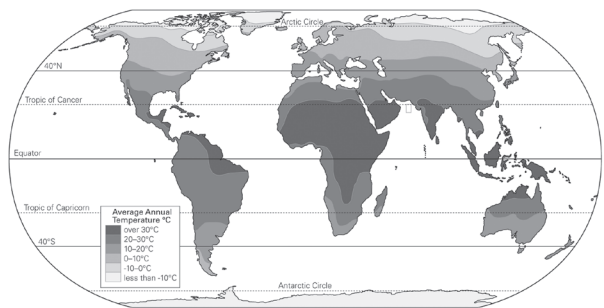 Arctic Circle
40°N
Tropic of Cancer
Equator
Tropic of Capricorn
Average Annual
Temperature °C
over 30°C
20–30°C
10–20°C
0–10°C
-10–0°C
less than -10°C
40°S
Antarctic Circle